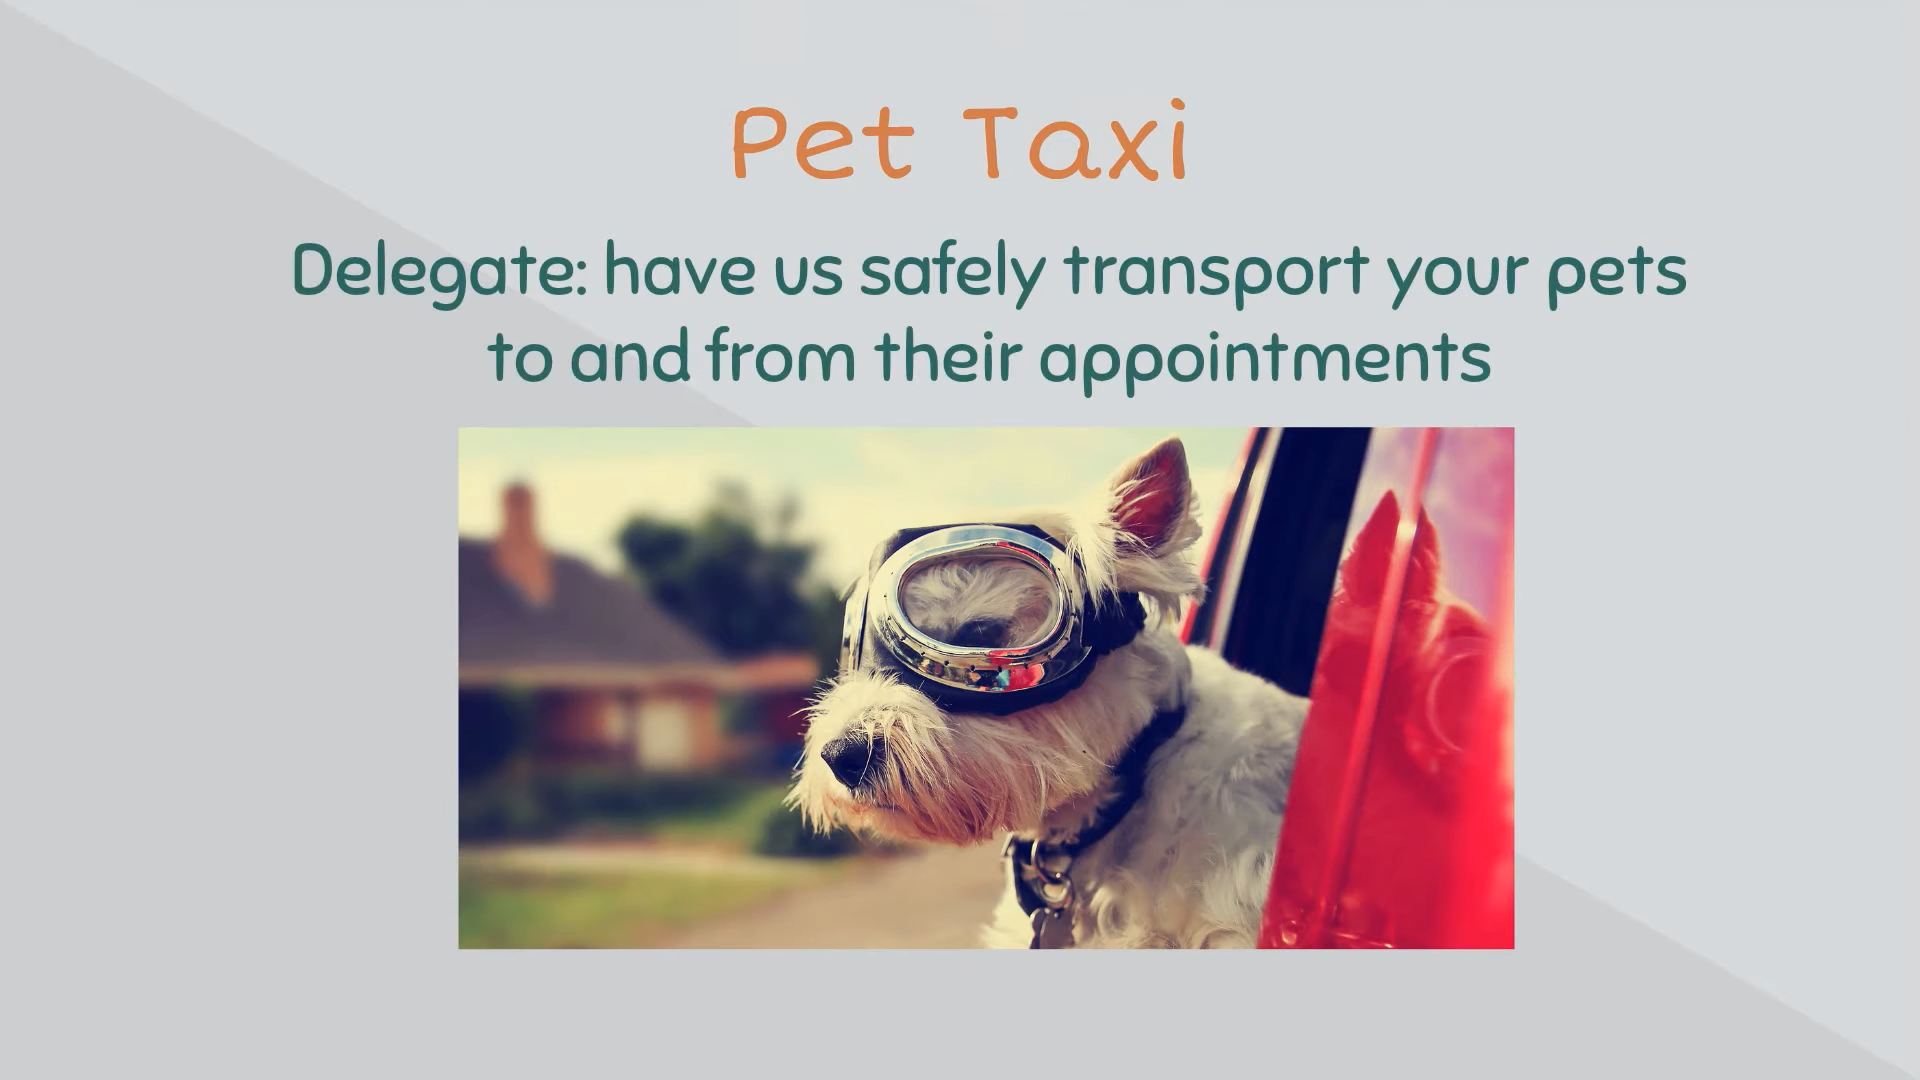 Pet Taxi
Delegate: have us safely transport your pets
to and from their appointments